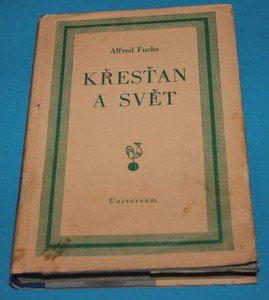 Alfred Fuchs
KŘESŤAN
A SVĚT
Universum